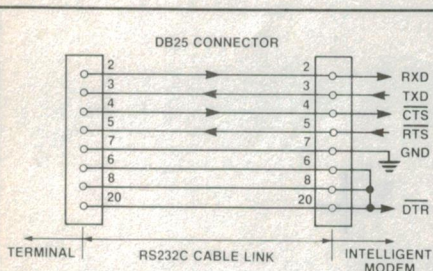 DB25 CONNECTOR
2 2 RXD
3 3 TXD
4 4 CTS
5 5 RTS
7 7 GND
6 6
8 8
20 20 DTR
TERMINAL RS232C CABLE LINK INTELLIGENT
MODEM